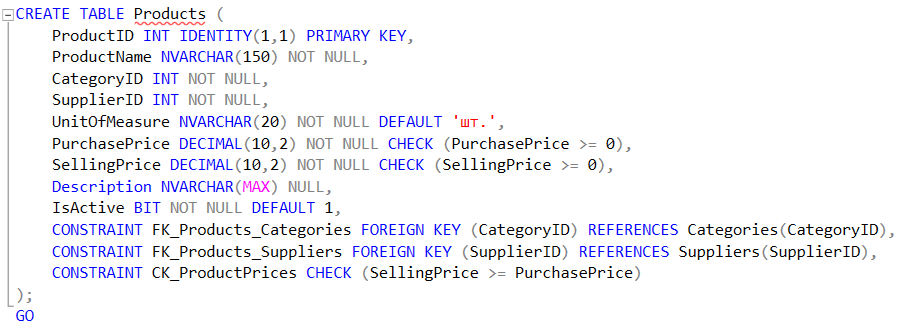 CREATE TABLE Products (
    ProductID INT IDENTITY(1,1) PRIMARY KEY,
    ProductName NVARCHAR(150) NOT NULL,
    CategoryID INT NOT NULL,
    SupplierID INT NOT NULL,
    UnitOfMeasure NVARCHAR(20) NOT NULL DEFAULT 'шт.',
    PurchasePrice DECIMAL(10,2) NOT NULL CHECK (PurchasePrice >= 0),
    SellingPrice DECIMAL(10,2) NOT NULL CHECK (SellingPrice >= 0),
    Description NVARCHAR(MAX) NULL,
    IsActive BIT NOT NULL DEFAULT 1,
    CONSTRAINT FK_Products_Categories FOREIGN KEY (CategoryID) REFERENCES Categories(CategoryID),
    CONSTRAINT FK_Products_Suppliers FOREIGN KEY (SupplierID) REFERENCES Suppliers(SupplierID),
    CONSTRAINT CK_ProductPrices CHECK (SellingPrice >= PurchasePrice)
);
GO